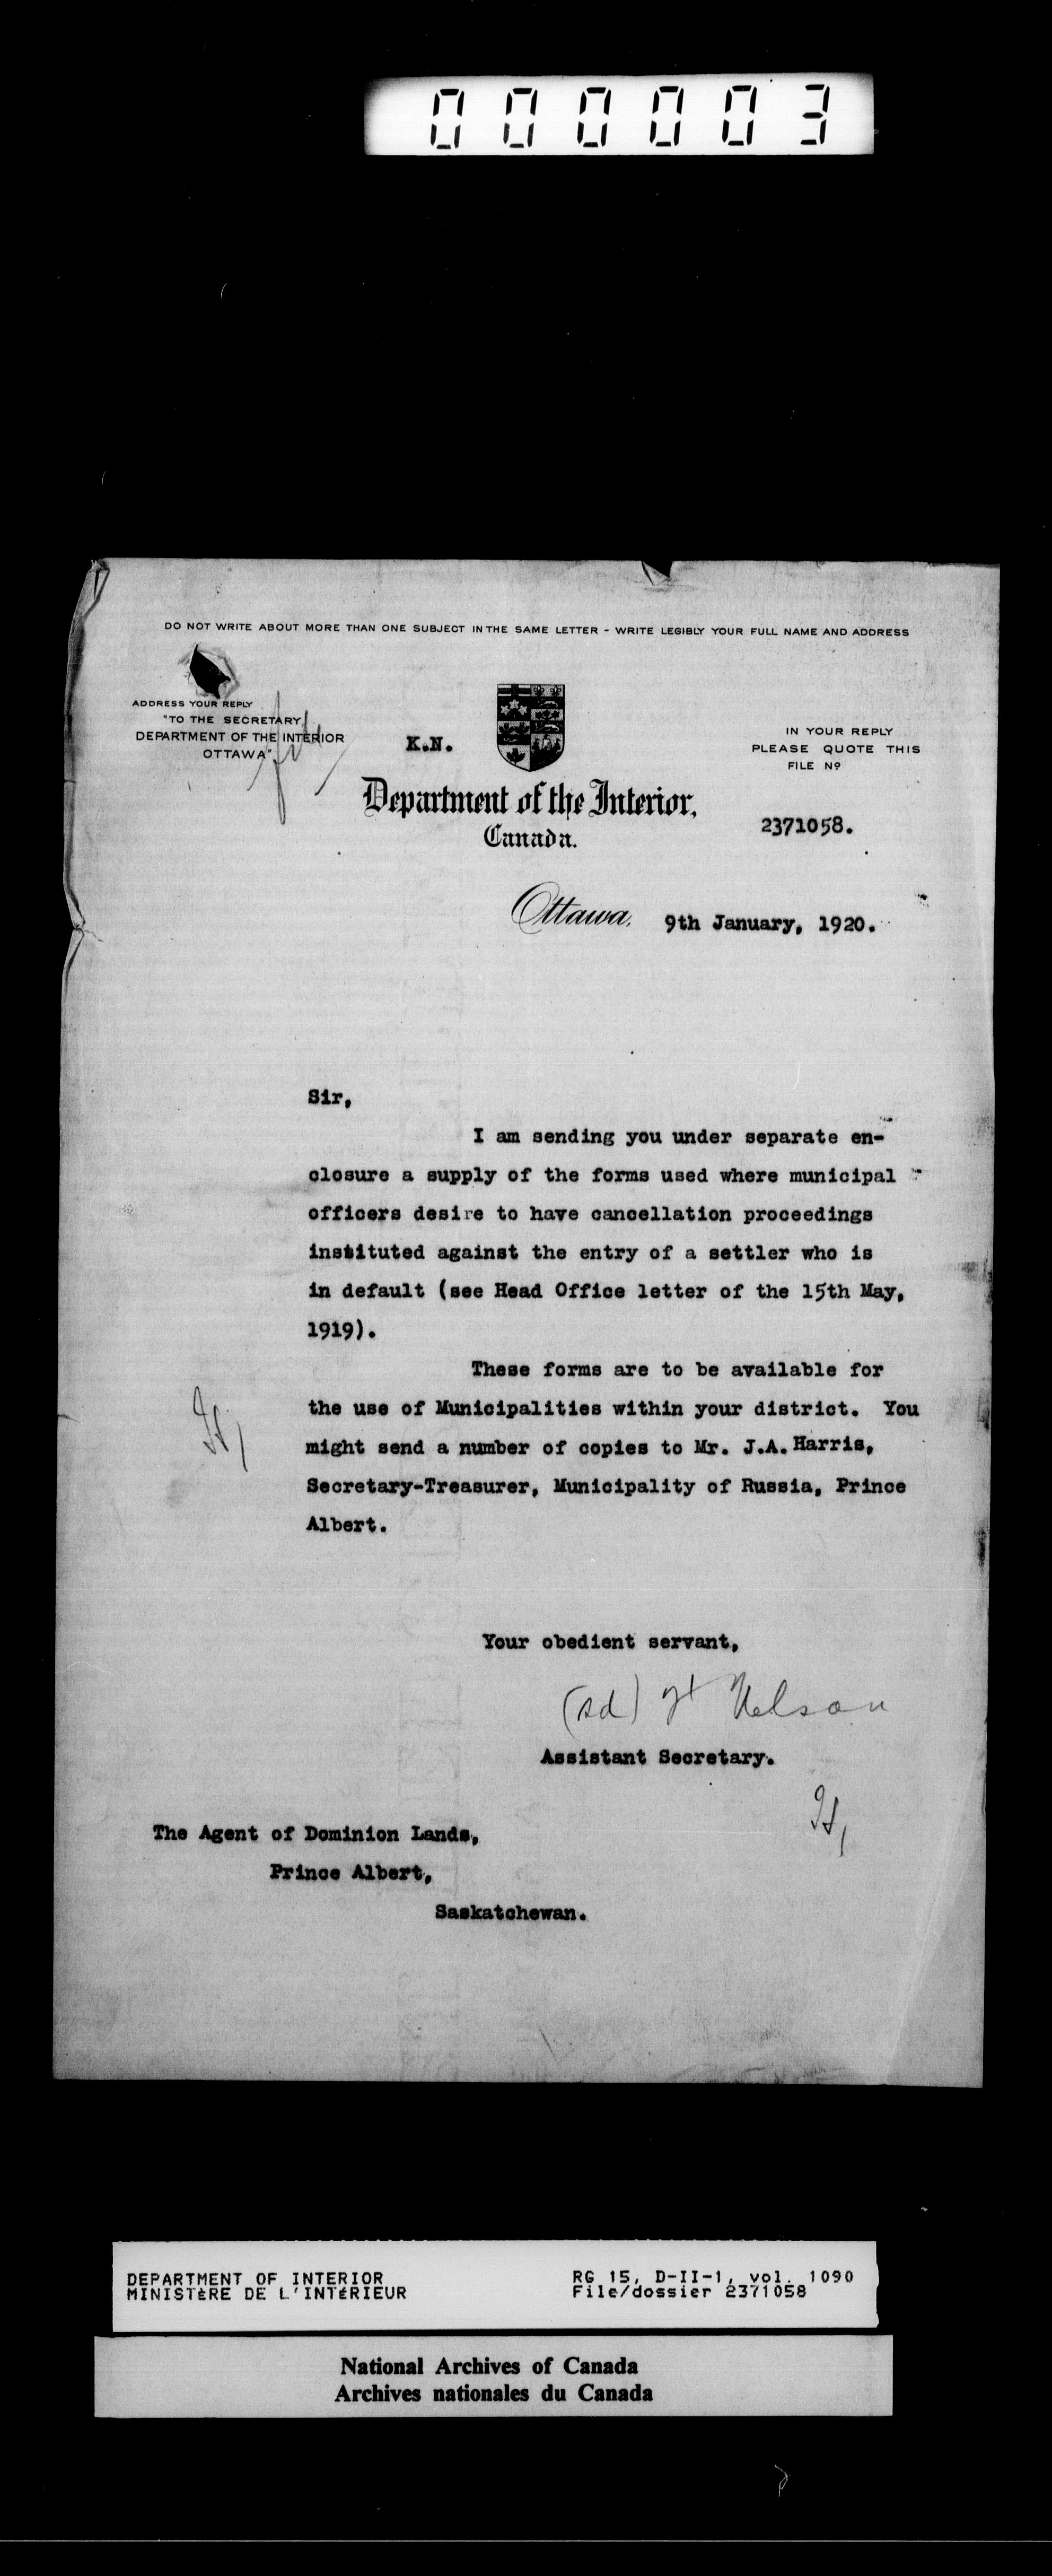 000003
DO NOT WRITE ABOUT MORE THAN ONE SUBJECT IN THE SAME LETTER - WRITE LEGIBLY YOUR FULL NAME AND ADDRESS
ADDRESS YOUR REPLY
"TO THE SECRETARY
DEPARTMENT OF THE INTERIOR
OTTAWA"
K.N.
IN YOUR REPLY
PLEASE QUOTE THIS
FILE Nº
Department of the Interior,
Canada.
2371058.
Ottawa, 9th January, 1920.
Sir,
I am sending you under separate en-
closure a supply of the forms used where municipal
officers desire to have cancellation proceedings
instituted against the entry of a settler who is
in default (see Head Office letter of the 15th May,
1919).
These forms are to be available for
the use of Municipalities within your district. You
might send a number of copies to Mr. J.A. Harris,
Secretary-Treasurer, Municipality of Russia, Prince
Albert.
Your obedient servant,
(sd) Nelson
Assistant Secretary.
The Agent of Dominion Lands,
Prince Albert,
Saskatchewan.
DEPARTMENT OF INTERIOR
MINISTèRE DE L'INTéRIEUR
RG 15, D-II-1, vol. 1090
File/dossier 2371058
National Archives of Canada
Archives nationales du Canada